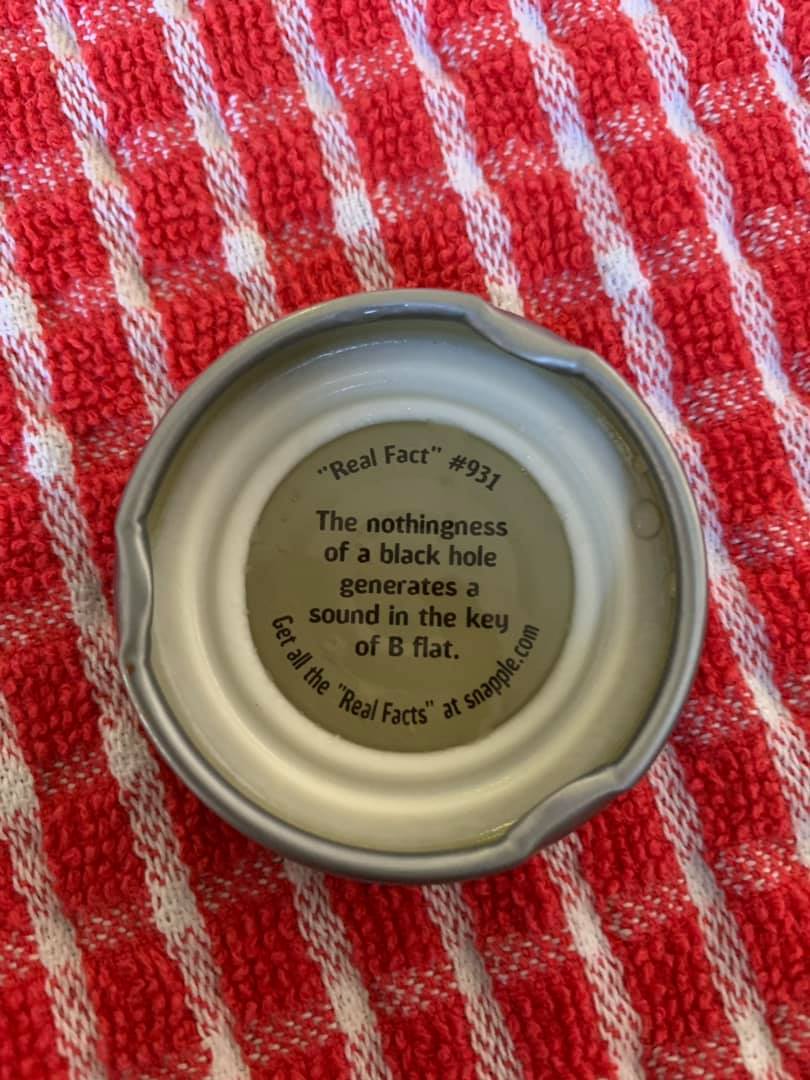 "Real Fact" #931
The nothingness
of a black hole
generates a
sound in the key
of B flat.
Get all the "Real Facts" at snapple.com